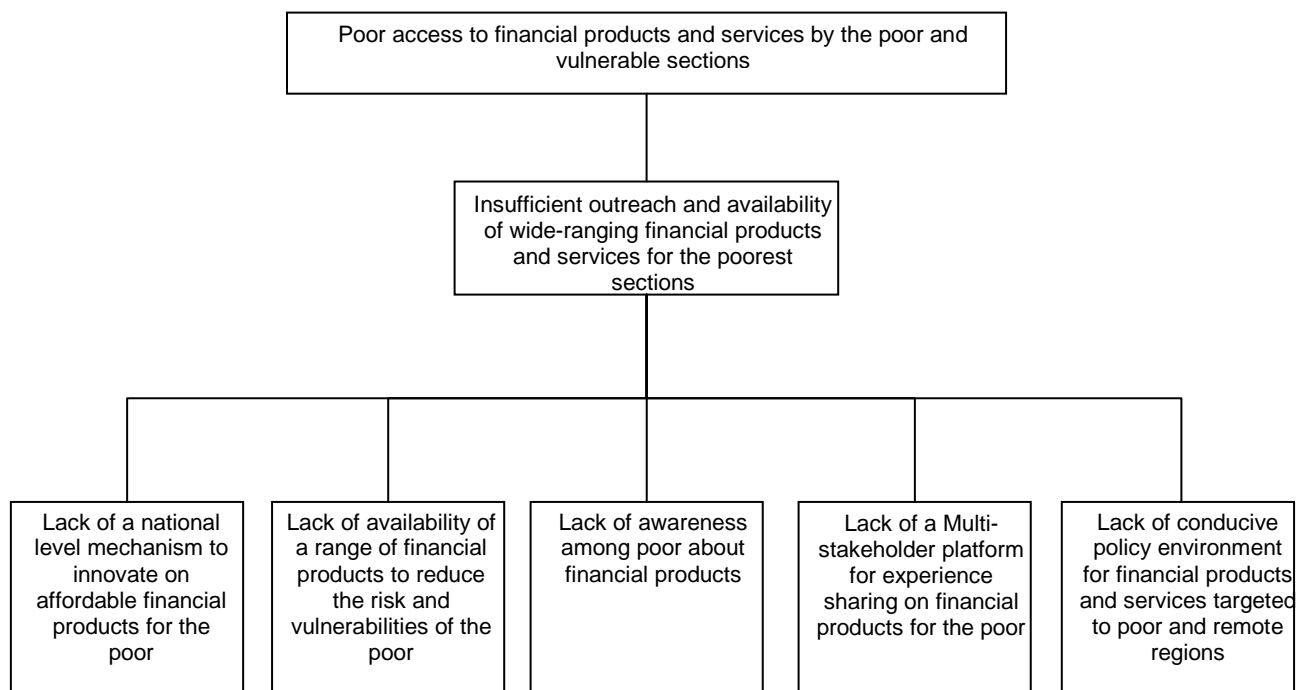 Poor access to financial products and services by the poor and
vulnerable sections
Insufficient outreach and availability
of wide-ranging financial products
and services for the poorest
sections
Lack of a national
level mechanism to
innovate on
affordable financial
products for the
poor
Lack of availability of
a range of financial
products to reduce
the risk and
vulnerabilities of the
poor
Lack of awareness
among poor about
financial products
Lack of a Multi-
stakeholder platform
for experience
sharing on financial
products for the poor
Lack of conducive
policy environment
for financial products
and services targeted
to poor and remote
regions